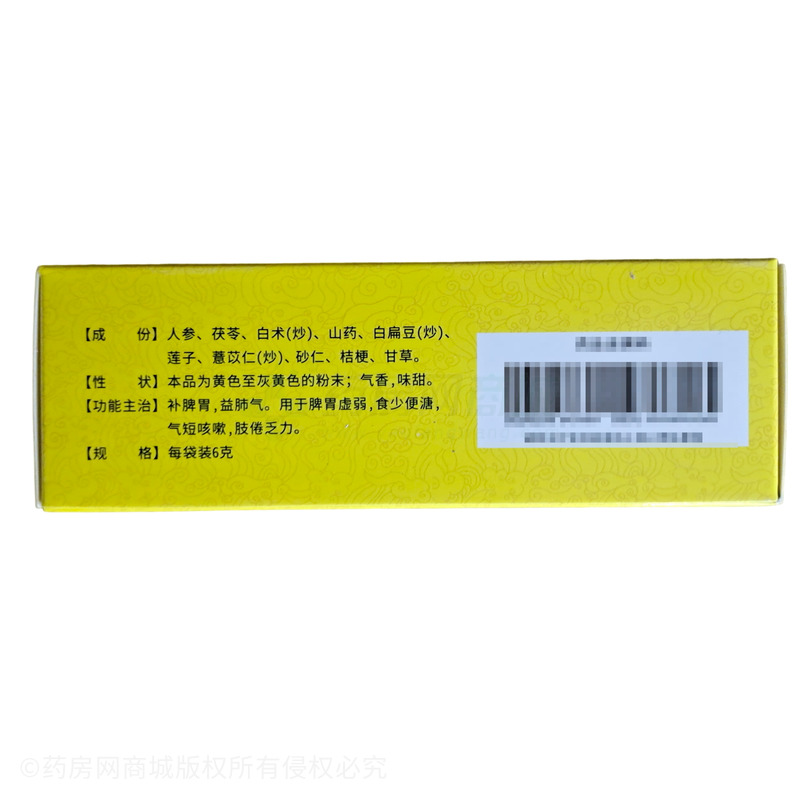 【成　　份】人参、茯苓、白术(炒)、山药、白扁豆(炒)、
莲子、薏苡仁(炒)、砂仁、桔梗、甘草。
【性　　状】本品为黄色至灰黄色的粉末；气香,味甜。
【功能主治】补脾胃,益肺气。用于脾胃虚弱,食少便溏,
气短咳嗽,肢倦乏力。
【规　　格】每袋装6克
©药房网商城版权所有侵权必究